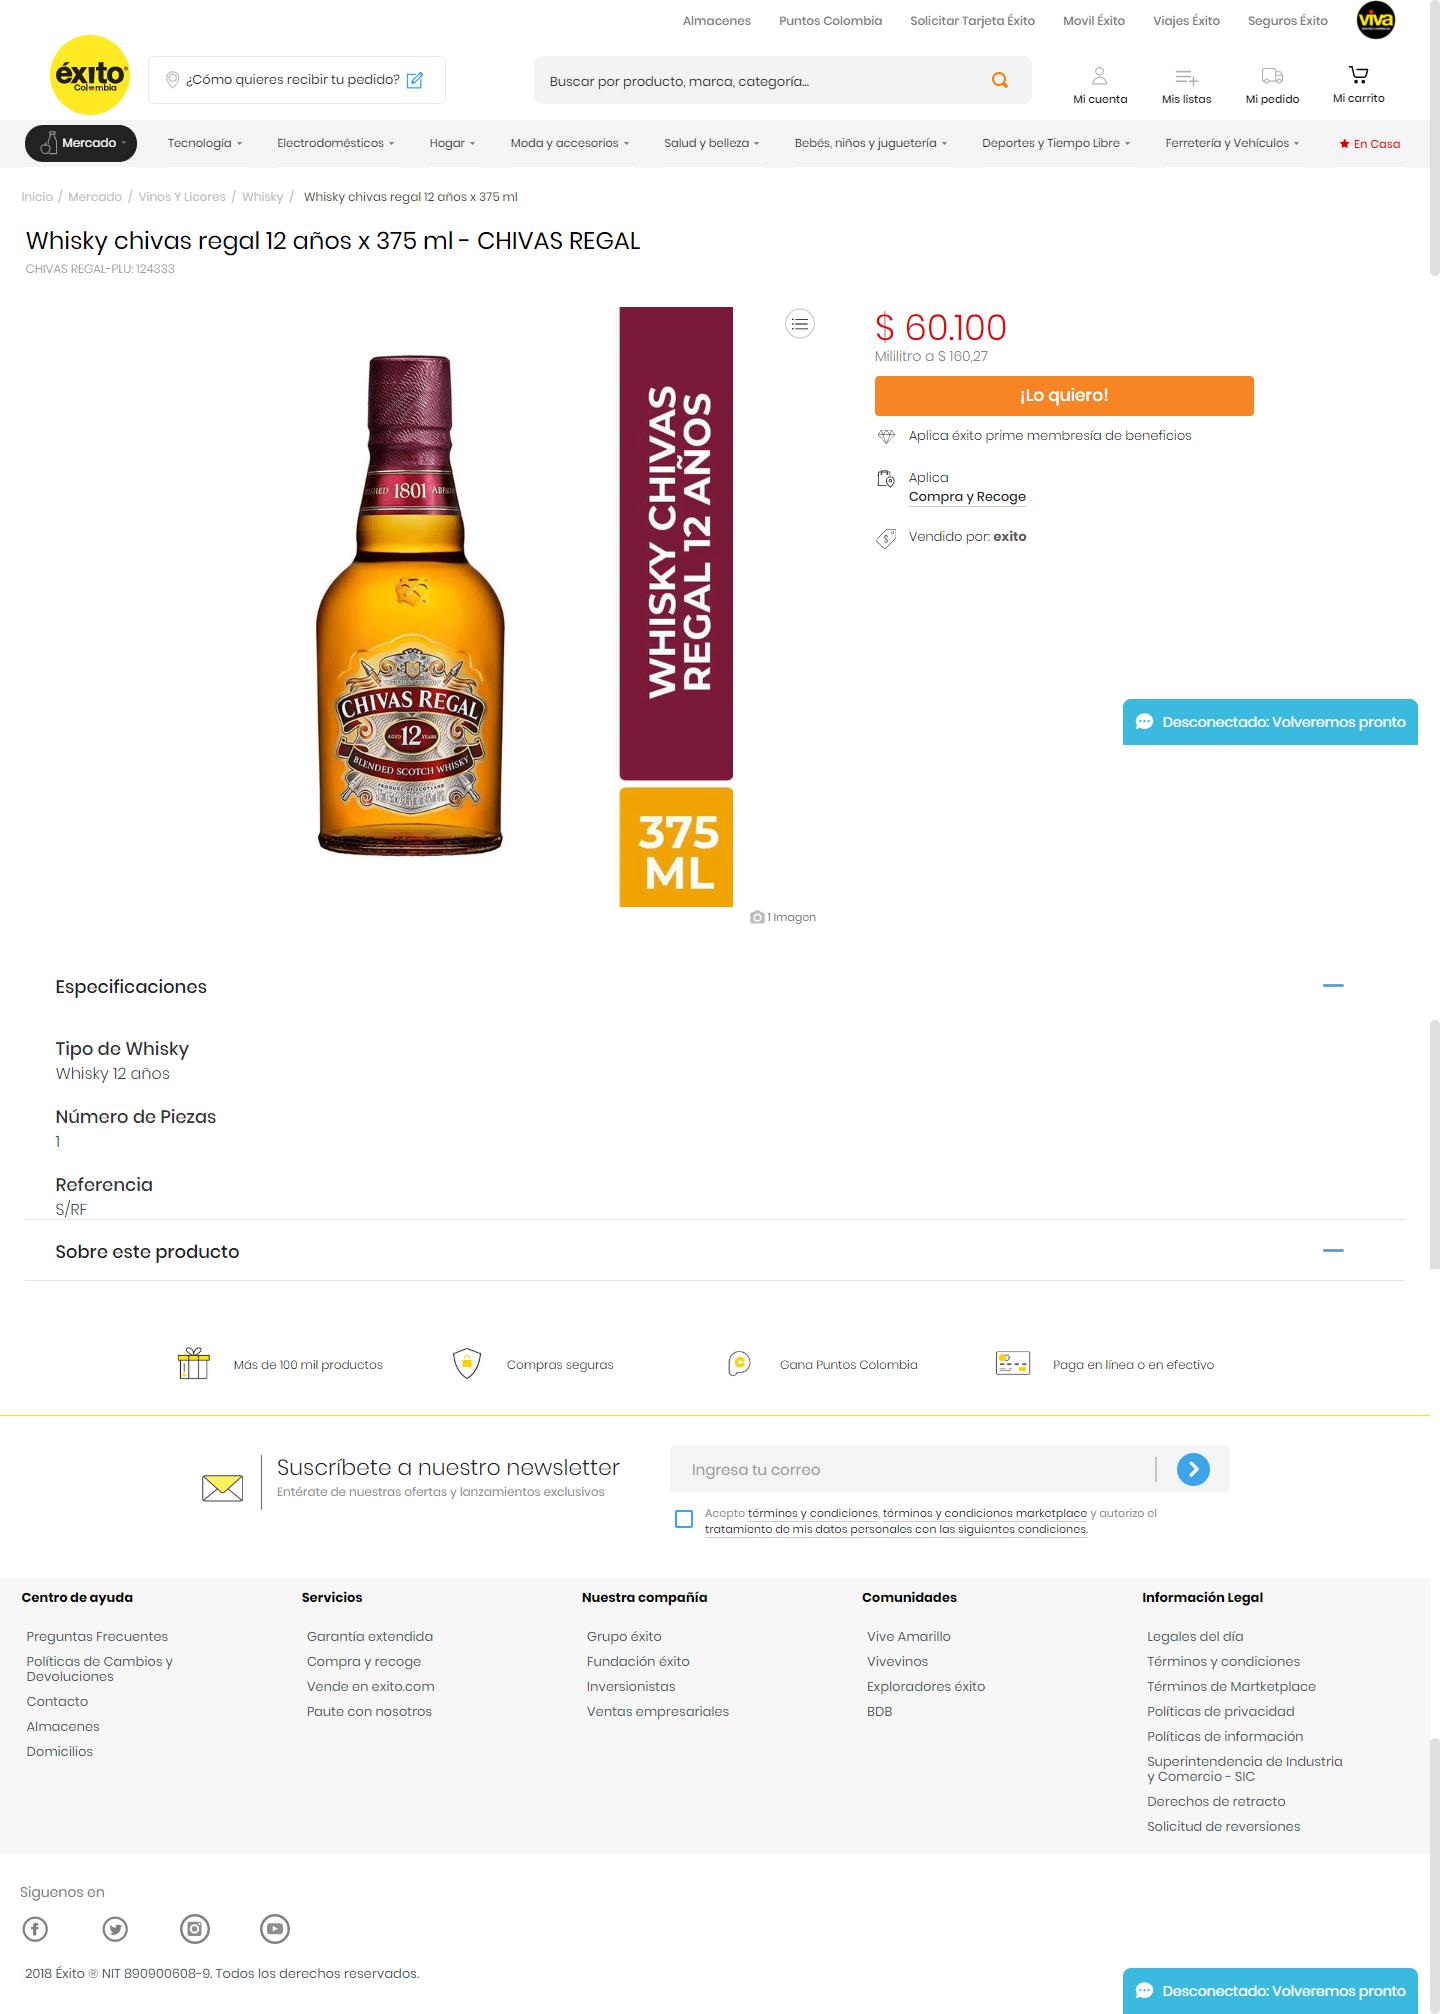 Almacenes Puntos Colombia Solicitar Tarjeta Éxito Movil Éxito Viajes Éxito Seguros Éxito viva
éxito
Colombia
¿Cómo quieres recibir tu pedido?
Buscar por producto, marca, categoría...
Mi cuenta Mis listas Mi pedido Mi carrito
Mercado Tecnología Electrodomésticos Hogar Moda y accesorios Salud y belleza Bebés, niños y juguetería Deportes y Tiempo Libre Ferretería y Vehículos En Casa
Inicio / Mercado / Vinos Y Licores / Whisky / Whisky chivas regal 12 años x 375 ml
Whisky chivas regal 12 años x 375 ml - CHIVAS REGAL
CHIVAS REGAL-PLU: 124333
1801
CHIVAS REGAL
AGED 12 YEARS
BLENDED SCOTCH WHISKY
PRODUCE OF SCOTLAND
WHISKY CHIVAS
REGAL 12 AÑOS
375
ML
1 Imagen
$ 60.100
Mililitro a $ 160,27
¡Lo quiero!
Aplica éxito prime membresía de beneficios
Aplica
Compra y Recoge
Vendido por: exito
Desconectado: Volveremos pronto
Especificaciones
Tipo de Whisky
Whisky 12 años
Número de Piezas
1
Referencia
S/RF
Sobre este producto
Más de 100 mil productos Compras seguras Gana Puntos Colombia Paga en línea o en efectivo
Suscríbete a nuestro newsletter
Entérate de nuestras ofertas y lanzamientos exclusivos
Ingresa tu correo
Acepto términos y condiciones, términos y condiciones marketplace y autorizo el
tratamiento de mis datos personales con las siguientes condiciones.
Centro de ayuda
Preguntas Frecuentes
Políticas de Cambios y
Devoluciones
Contacto
Almacenes
Domicilios
Servicios
Garantía extendida
Compra y recoge
Vende en exito.com
Paute con nosotros
Nuestra compañía
Grupo éxito
Fundación éxito
Inversionistas
Ventas empresariales
Comunidades
Vive Amarillo
Vivevinos
Exploradores éxito
BDB
Información Legal
Legales del día
Términos y condiciones
Términos de Martketplace
Políticas de privacidad
Políticas de información
Superintendencia de Industria
y Comercio - SIC
Derechos de retracto
Solicitud de reversiones
Siguenos en
2018 Éxito ® NIT 890900608-9. Todos los derechos reservados.
Desconectado: Volveremos pronto